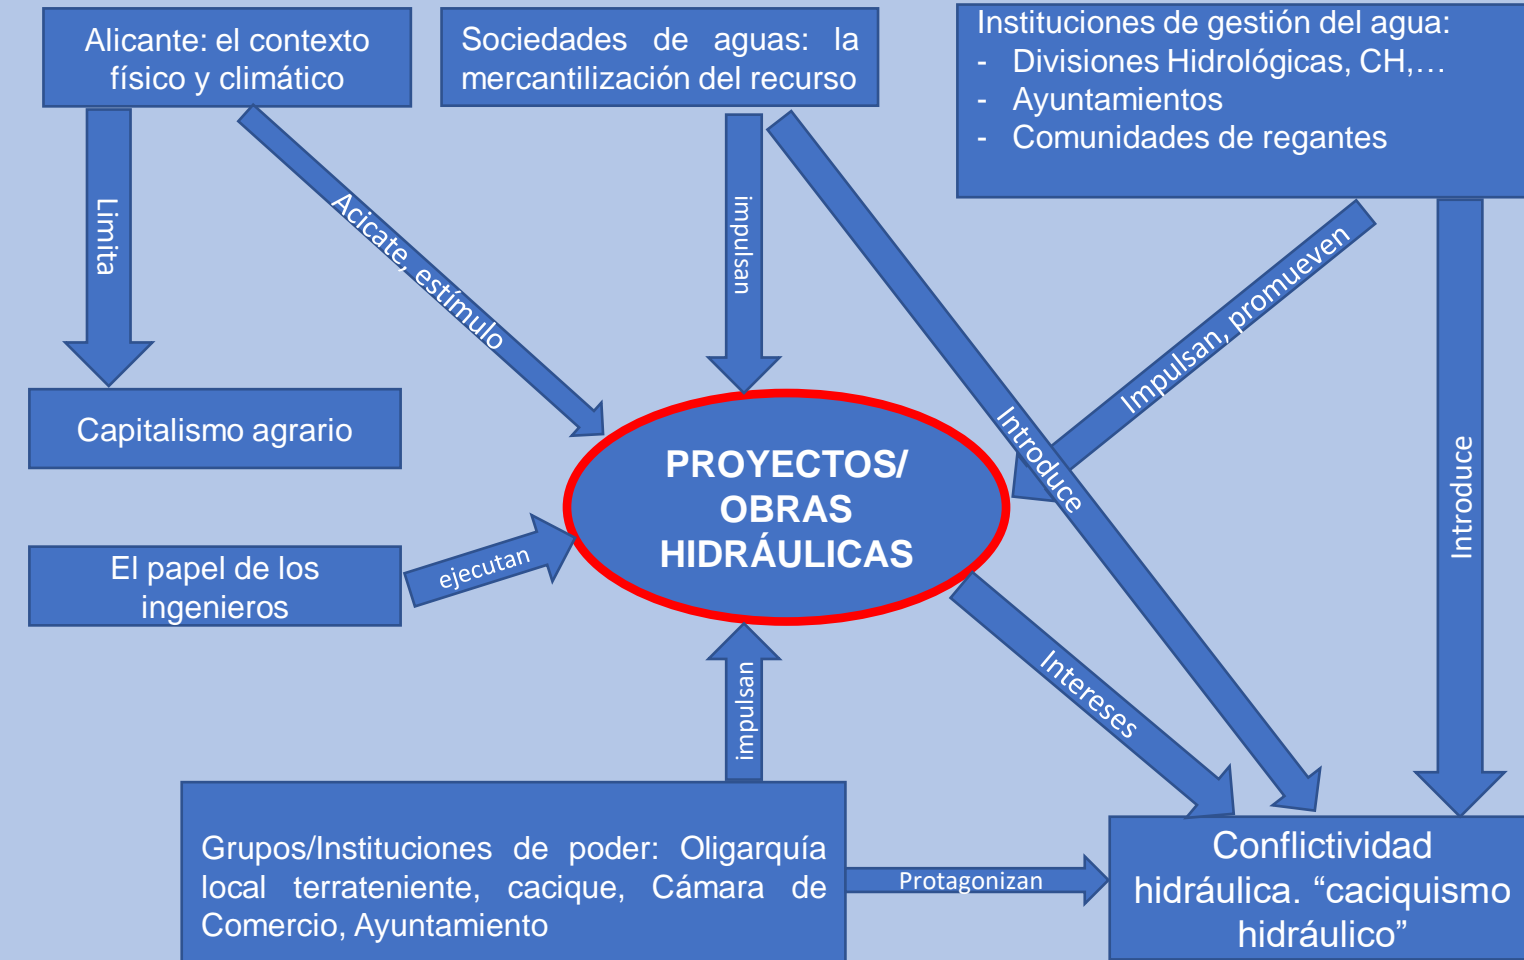 Alicante: el contexto
físico y climático
Sociedades de aguas: la
mercantilización del recurso
Instituciones de gestión del agua:
- Divisiones Hidrológicas, CH,…
- Ayuntamientos
- Comunidades de regantes
Limita
Acicate, estímulo
impulsan
Introduce
Impulsan, promueven
Introduce
Capitalismo agrario
PROYECTOS/
OBRAS
HIDRÁULICAS
El papel de los
ingenieros
ejecutan
impulsan
Intereses
Grupos/Instituciones de poder: Oligarquía
local terrateniente, cacique, Cámara de
Comercio, Ayuntamiento
Protagonizan
Conflictividad
hidráulica. “caciquismo
hidráulico”